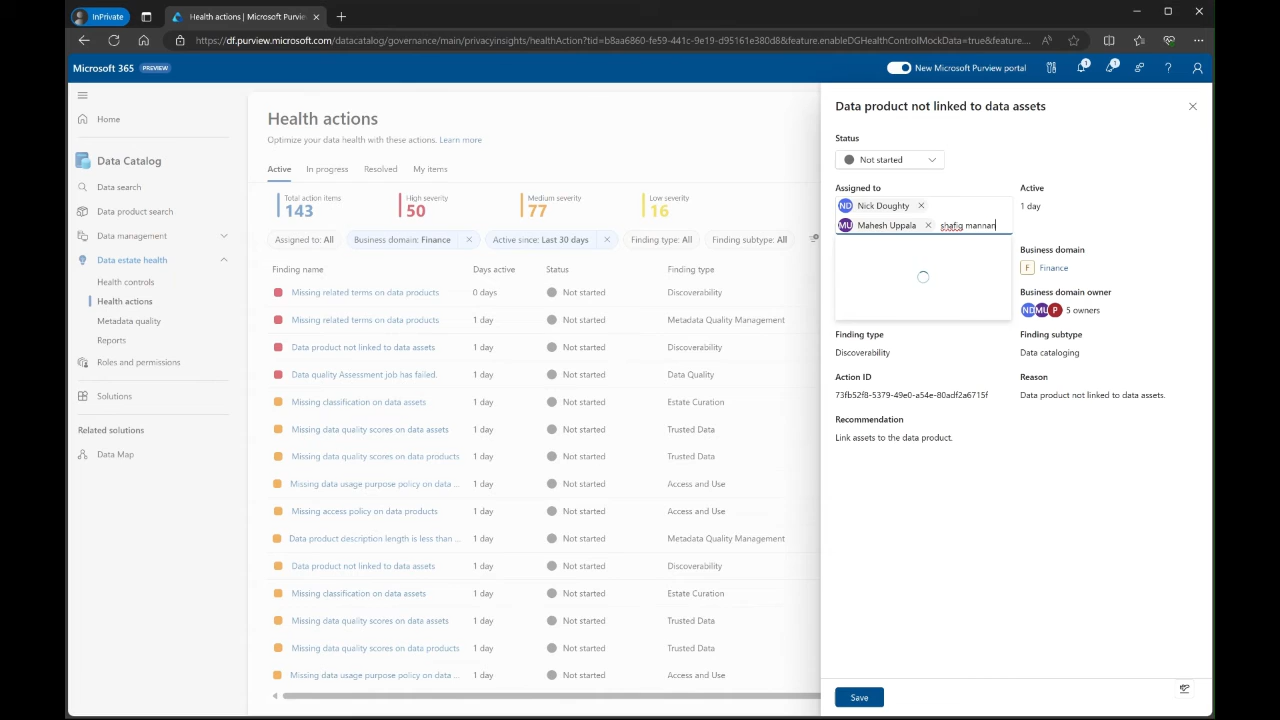 InPrivate
Health actions | Microsoft Purvie
https://df.purview.microsoft.com/datacatalog/governance/main/privacyinsights/healthAction?tid=b8aa6860-fe59-441c-9e19-d95161e380d8&feature.enableDGHealthControlMockData=true&feature....
Microsoft 365 PREVIEW
New Microsoft Purview portal
1
1
Home
Data Catalog
Data search
Data product search
Data management
Data estate health
Health controls
Health actions
Metadata quality
Reports
Roles and permissions
Solutions
Related solutions
Data Map
Health actions
Optimize your data health with these actions. Learn more
Active In progress Resolved My items
Total action items High severity Medium severity Low severity
143 50 77 16
Assigned to: All Business domain: Finance Active since: Last 30 days Finding type: All Finding subtype: All
Finding name Days active Status Finding type
Missing related terms on data products 0 days Not started Discoverability
Missing related terms on data products 1 day Not started Metadata Quality Management
Data product not linked to data assets 1 day Not started Discoverability
Data quality Assessment job has failed. 1 day Not started Data Quality
Missing classification on data assets 1 day Not started Estate Curation
Missing data quality scores on data assets 1 day Not started Trusted Data
Missing data quality scores on data products 1 day Not started Trusted Data
Missing data usage purpose policy on data ... 1 day Not started Access and Use
Missing access policy on data products 1 day Not started Access and Use
Data product description length is less than ... 1 day Not started Metadata Quality Management
Data product not linked to data assets 1 day Not started Discoverability
Missing classification on data assets 1 day Not started Estate Curation
Missing data quality scores on data assets 1 day Not started Trusted Data
Missing data quality scores on data products 1 day Not started Trusted Data
Missing data usage purpose policy on data ... 1 day Not started Access and Use
Data product not linked to data assets
Status
Not started
Assigned to
ND Nick Doughty
MU Mahesh Uppala shafig mannan
Active
1 day
Business domain
F Finance
Business domain owner
ND MU P 5 owners
Finding type
Discoverability
Finding subtype
Data cataloging
Action ID
73fb52f8-5379-49e0-a54e-80adf2a6715f
Reason
Data product not linked to data assets.
Recommendation
Link assets to the data product.
Save